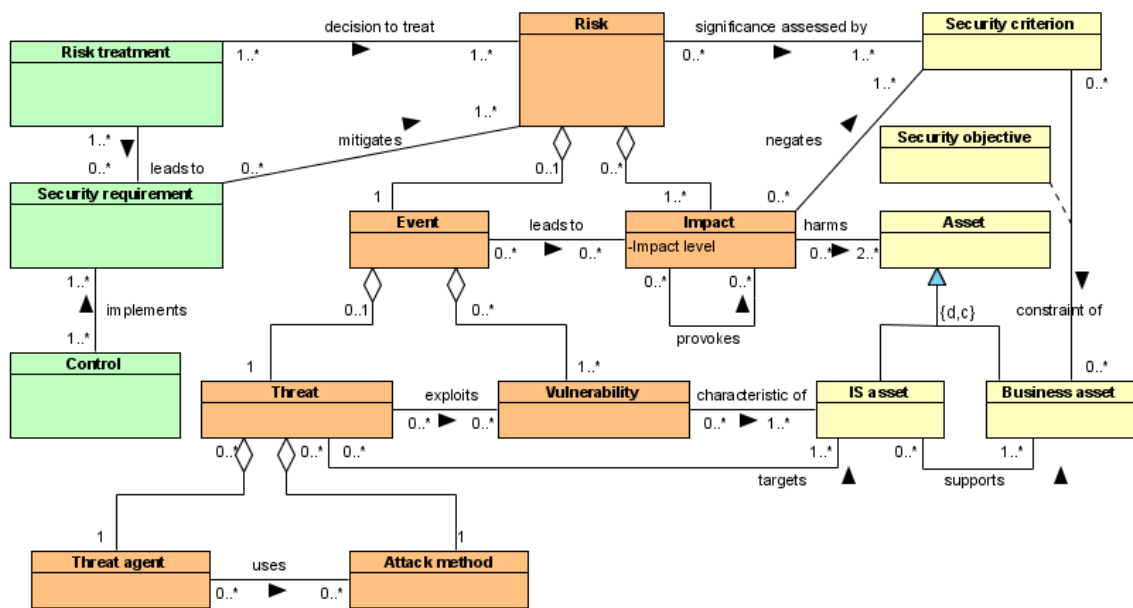 decision to treat
Risk
significance assessed by
Security criterion
Risk treatment
1..*
1..*
0..*
1..*
1..*
0..*
1..*
1..*
mitigates
negates
Security objective
0..*
leads to
0..*
0..1
0..*
Security requirement
1
1..*
0..*
Event
leads to
Impact
harms
Asset
-Impact level
0..*
0..*
0..*
2..*
1..*
0..*
0..*
implements
0..1
0..*
{d,c}
constraint of
1..*
provokes
Control
1
1..*
0..*
Threat
exploits
Vulnerability
characteristic of
IS asset
Business asset
0..*
0..*
0..*
1..*
0..*
0..*
0..*
1..*
0..*
1..*
targets
supports
1
1
Threat agent
uses
Attack method
0..*
0..*